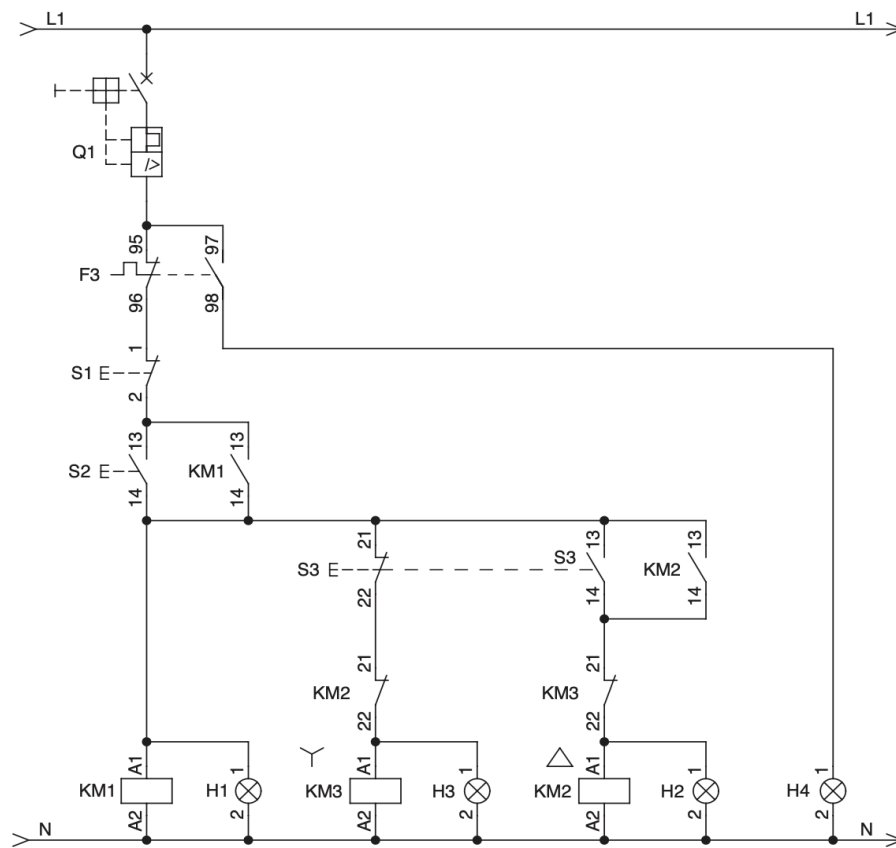 L1 L1
Q1 I>
95 97
F3
96 98
1
S1
2
13 13
S2 KM1
14 14
21 13 13
S3 S3 KM2
22 14 14
21 21
KM2 KM3
22 22
A1 1 A1 1 A1 1 1
KM1 H1 KM3 H3 KM2 H2 H4
A2 2 A2 2 A2 2 2
N N